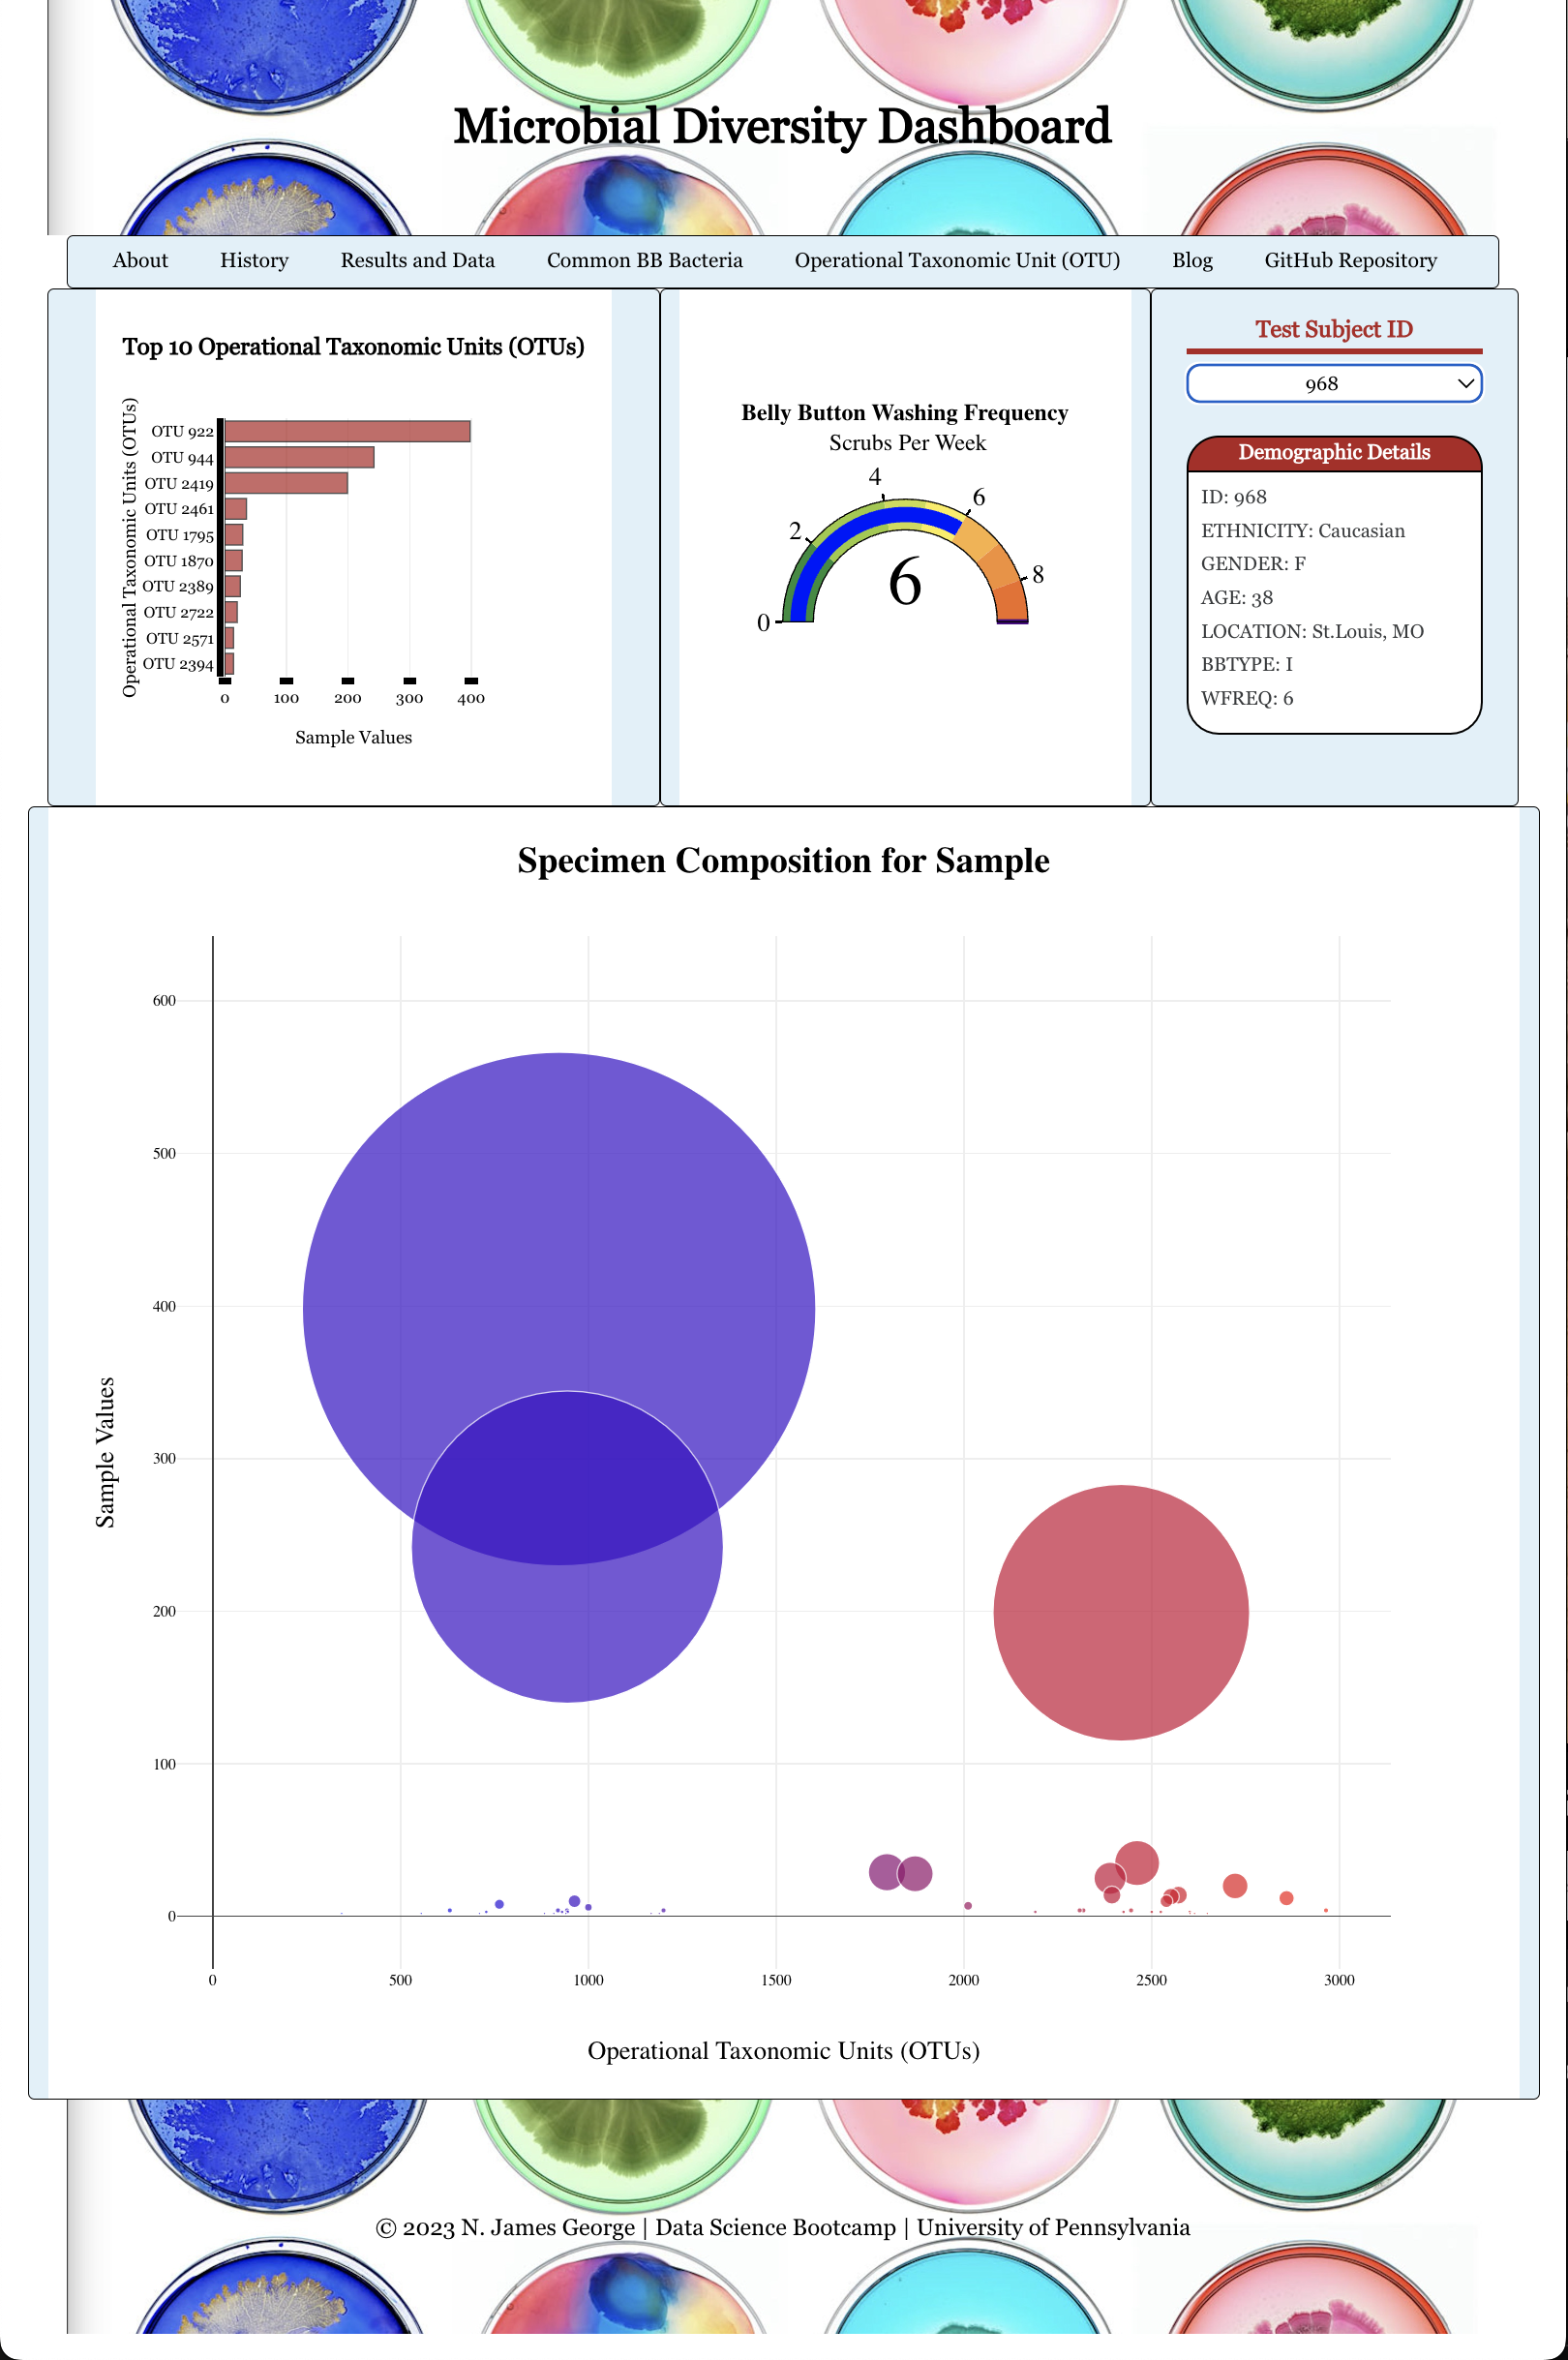 Microbial Diversity Dashboard
About History Results and Data Common BB Bacteria Operational Taxonomic Unit (OTU) Blog GitHub Repository
Top 10 Operational Taxonomic Units (OTUs)
Operational Taxonomic Units (OTUs)
OTU 922
OTU 944
OTU 2419
OTU 2461
OTU 1795
OTU 1870
OTU 2389
OTU 2722
OTU 2571
OTU 2394
0 100 200 300 400
Sample Values
Belly Button Washing Frequency
Scrubs Per Week
0
2
4
6
8
6
Test Subject ID
968
Demographic Details
ID: 968
ETHNICITY: Caucasian
GENDER: F
AGE: 38
LOCATION: St.Louis, MO
BBTYPE: I
WFREQ: 6
Specimen Composition for Sample
Sample Values
600
500
400
300
200
100
0
0 500 1000 1500 2000 2500 3000
Operational Taxonomic Units (OTUs)
© 2023 N. James George | Data Science Bootcamp | University of Pennsylvania